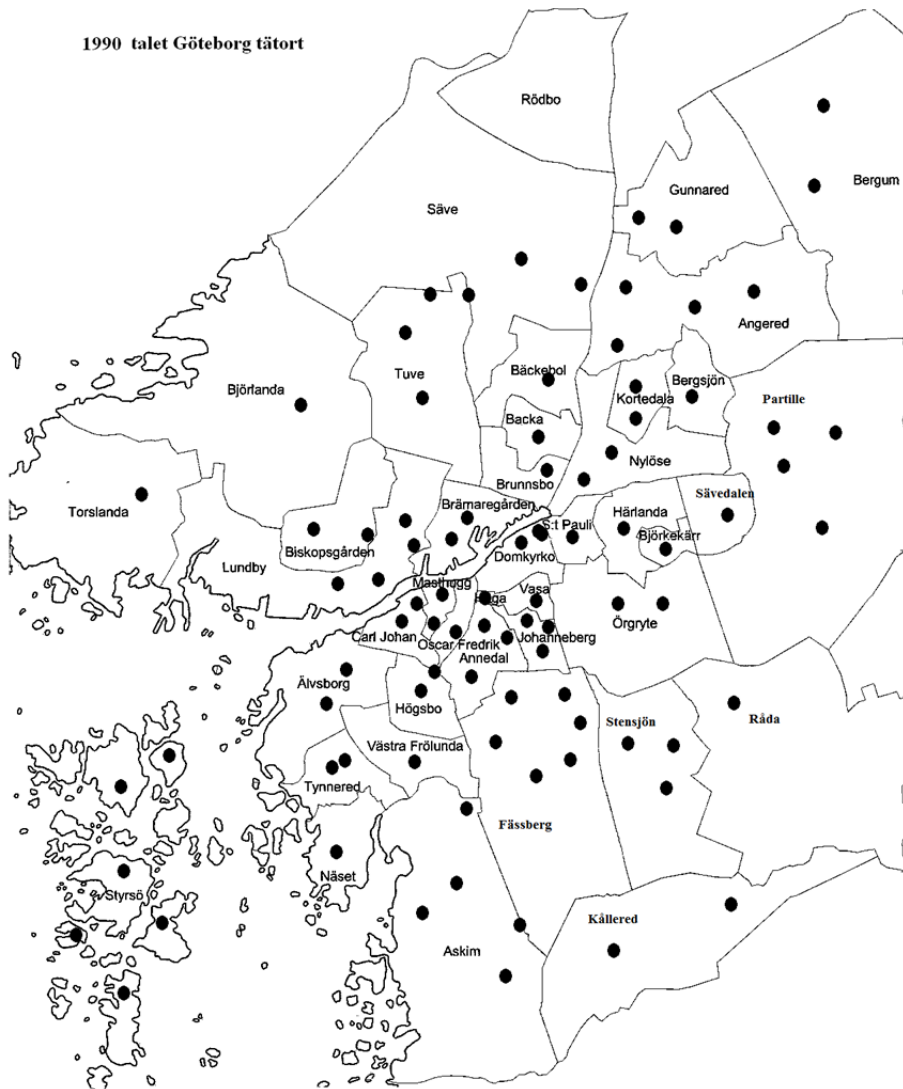 1990 talet Göteborg tätort
Rödbo
Gunnared
Bergum
Säve
Angered
Björlanda
Tuve
Bäckebol
Kortedala
Bergsjön
Partille
Backa
Nylöse
Brunnsbo
Torslanda
Brämaregården
Sävedalen
Härlanda
S:t Pauli
Björkekärr
Biskopsgården
Domkyrko
Lundby
Masthugg
Haga
Vasa
Örgryte
Carl Johan
Oscar Fredrik
Johanneberg
Annedal
Älvsborg
Högsbo
Stensjön
Råda
Västra Frölunda
Tynnered
Fässberg
Näset
Styrsö
Kållered
Askim